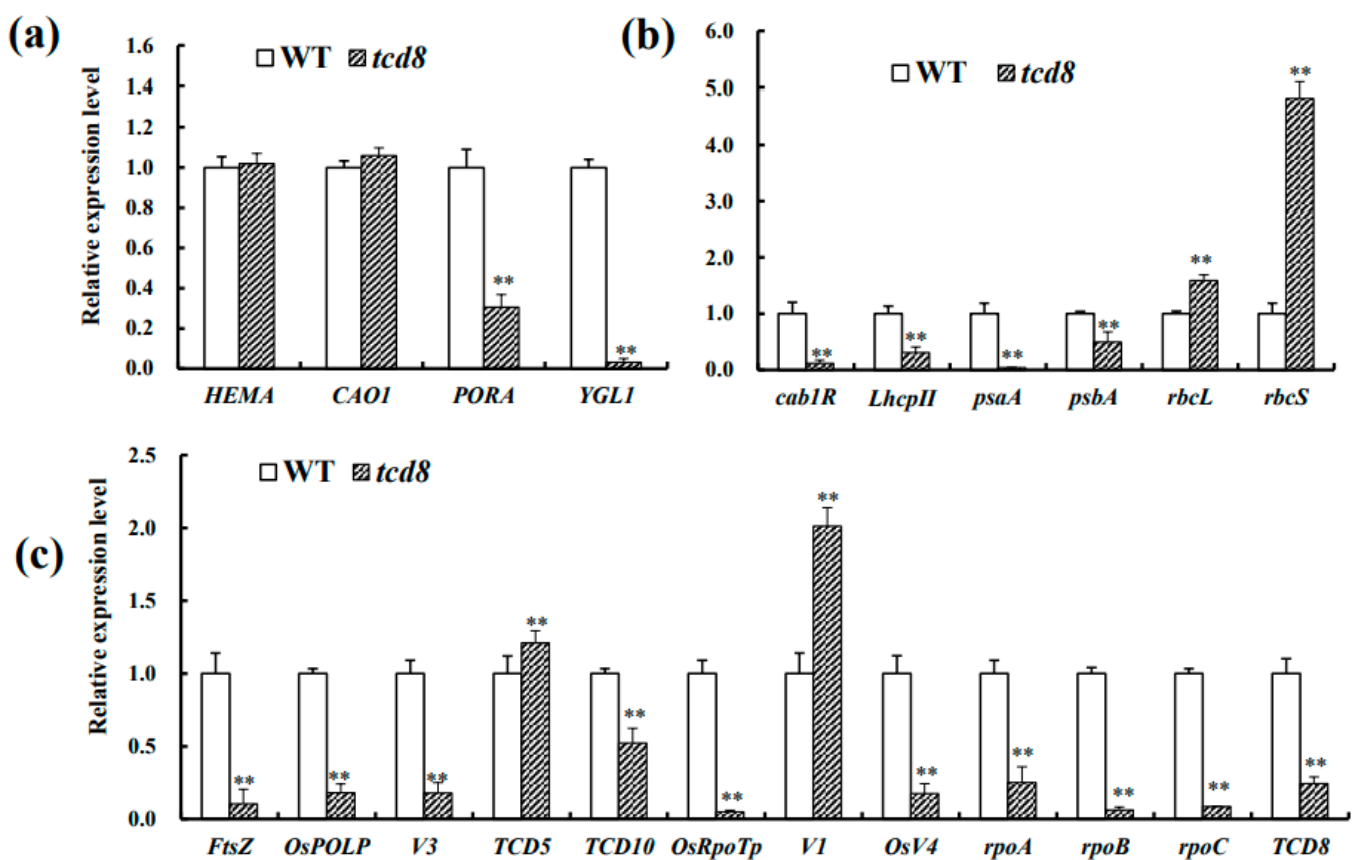 (a)
Relative expression level
WT tcd8
1.6
1.4
1.2
1.0
0.8
0.6
0.4
0.2
0.0
** **
HEMA CAO1 PORA YGL1
(b)
WT tcd8
6.0
5.0
4.0
3.0
2.0
1.0
0.0
** ** ** ** ** **
cab1R LhcpII psaA psbA rbcL rbcS
(c)
Relative expression level
WT tcd8
2.5
2.0
1.5
1.0
0.5
0.0
** ** ** ** ** ** ** ** ** ** ** **
FtsZ OsPOLP V3 TCD5 TCD10 OsRpoTp V1 OsV4 rpoA rpoB rpoC TCD8